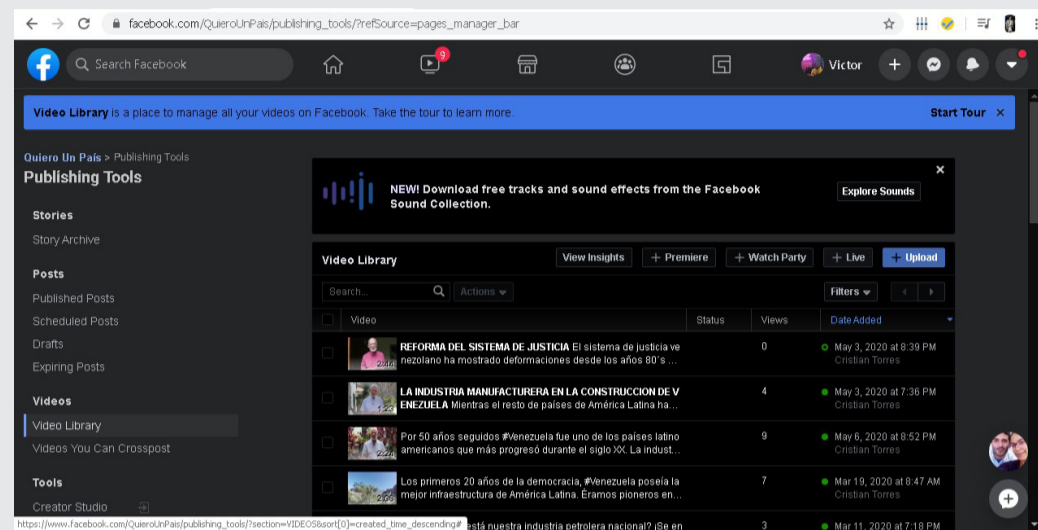 facebook.com/QuieroUnPais/publishing_tools/?refSource=pages_manager_bar
Search Facebook
9
Victor
Video Library is a place to manage all your videos on Facebook. Take the tour to learn more.
Start Tour
Quiero Un País > Publishing Tools
Publishing Tools
Stories
Story Archive
Posts
Published Posts
Scheduled Posts
Drafts
Expiring Posts
Videos
Video Library
Videos You Can Crosspost
Tools
Creator Studio
NEW! Download free tracks and sound effects from the Facebook
Sound Collection.
Explore Sounds
Video Library
View Insights
+ Premiere
+ Watch Party
+ Live
+ Upload
Search...
Actions
Filters
Video
Status
Views
Date Added
REFORMA DEL SISTEMA DE JUSTICIA El sistema de justicia ve
nezolano ha mostrado deformaciones desde los años 80´s ...
0
May 3, 2020 at 8:39 PM
Cristian Torres
LA INDUSTRIA MANUFACTURERA EN LA CONSTRUCCION DE V
ENEZUELA Mientras el resto de países de América Latina ha...
4
May 3, 2020 at 7:36 PM
Cristian Torres
Por 50 años seguidos #Venezuela fue uno de los países latino
americanos que más progresó durante el siglo XX. La indust...
9
May 6, 2020 at 8:52 PM
Cristian Torres
Los primeros 20 años de la democracia, #Venezuela poseía la
mejor infraestructura de América Latina. Éramos pioneros en...
7
Mar 19, 2020 at 8:47 AM
Cristian Torres
está nuestra industria petrolera nacional? ¡Se en
3
Mar 11, 2020 at 7:18 PM
https://www.facebook.com/QuieroUnPais/publishing_tools/?section=VIDEOS&sort[0]=created_time_descending#